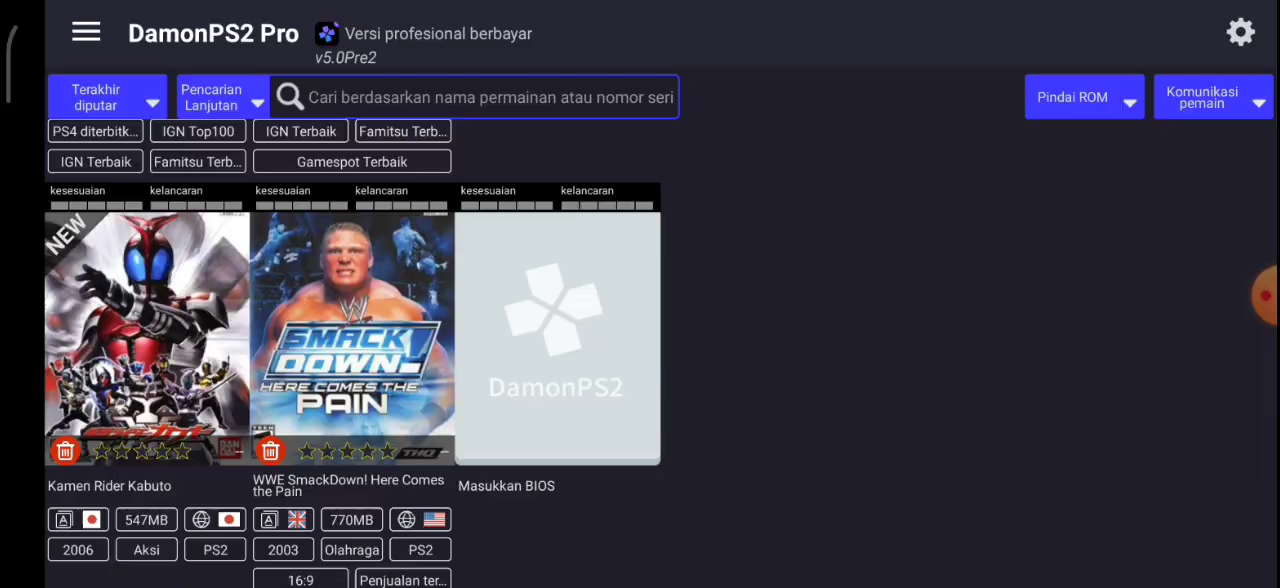 DamonPS2 Pro
Versi profesional berbayar
v5.0Pre2
Terakhir
diputar
Pencarian
Lanjutan
Cari berdasarkan nama permainan atau nomor seri
Pindai ROM
Komunikasi
pemain
PS4 diterbitk...
IGN Top100
IGN Terbaik
Famitsu Terb...
IGN Terbaik
Famitsu Terb...
Gamespot Terbaik
kesesuaian
kelancaran
kesesuaian
kelancaran
kesesuaian
kelancaran
NEW
BAN
DAI
W
SMACK
DOWN!
HERE COMES THE
PAIN
TEEN
THQ
DamonPS2
Kamen Rider Kabuto
WWE SmackDown! Here Comes
the Pain
Masukkan BIOS
A
547MB
A
770MB
2006
Aksi
PS2
2003
Olahraga
PS2
16:9
Penjualan ter...